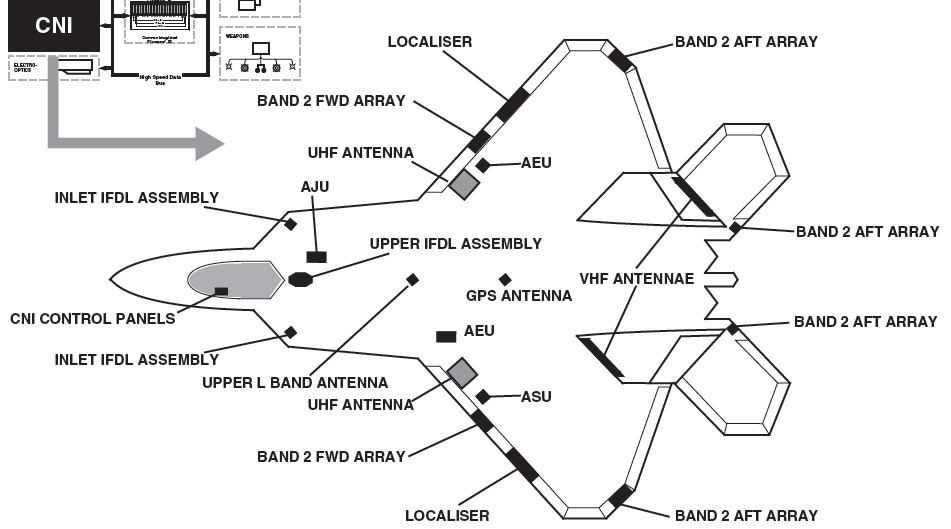 CNI
Common Integrated
ELECTRO-
OPTICS
High Speed Data
Bus
WEAPONS
LOCALISER
BAND 2 AFT ARRAY
BAND 2 FWD ARRAY
UHF ANTENNA
AEU
AJU
INLET IFDL ASSEMBLY
UPPER IFDL ASSEMBLY
BAND 2 AFT ARRAY
VHF ANTENNAE
GPS ANTENNA
CNI CONTROL PANELS
AEU
BAND 2 AFT ARRAY
INLET IFDL ASSEMBLY
UPPER L BAND ANTENNA
UHF ANTENNA
ASU
BAND 2 FWD ARRAY
LOCALISER
BAND 2 AFT ARRAY